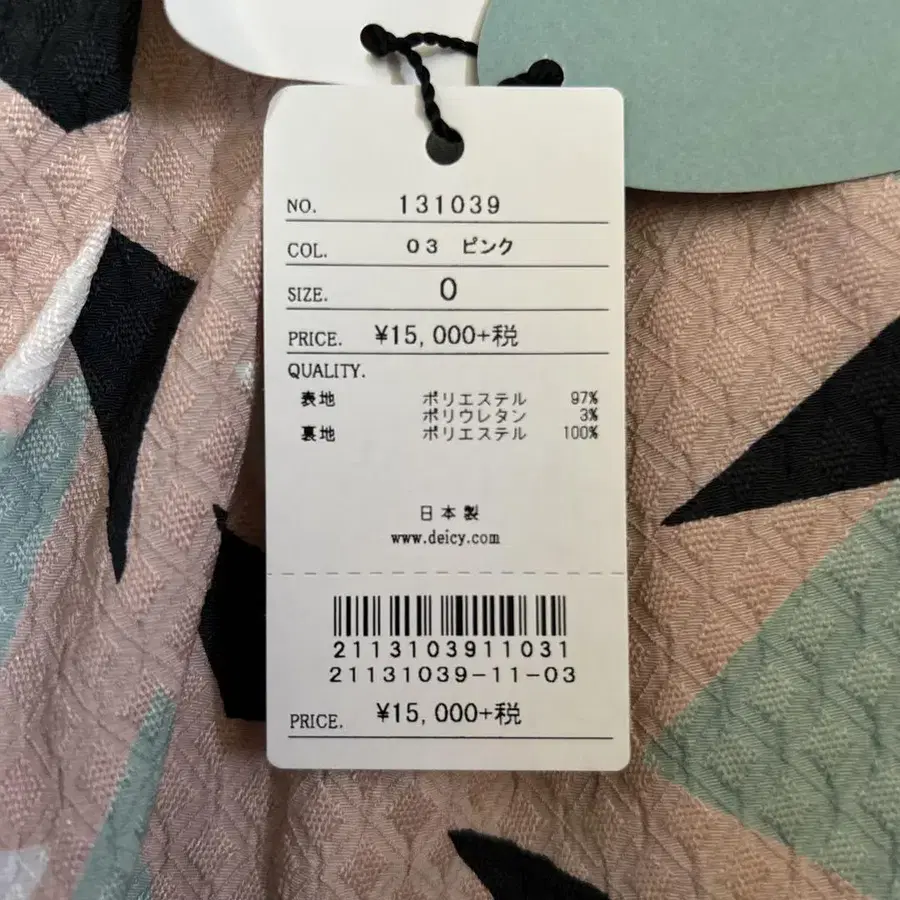 NO. 131039
COL. 03 ピンク
SIZE. 0
PRICE. ¥15,000+税
QUALITY.
表地 ポリエステル 97%
ポリウレタン 3%
裏地 ポリエステル 100%
日本製
www.deicy.com
2113103911031
21131039-11-03
PRICE. ¥15,000+税